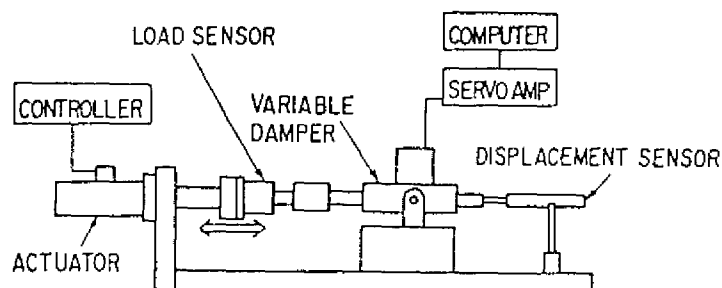 COMPUTER
LOAD SENSOR
SERVO AMP
CONTROLLER
VARIABLE
DAMPER
DISPLACEMENT SENSOR
ACTUATOR